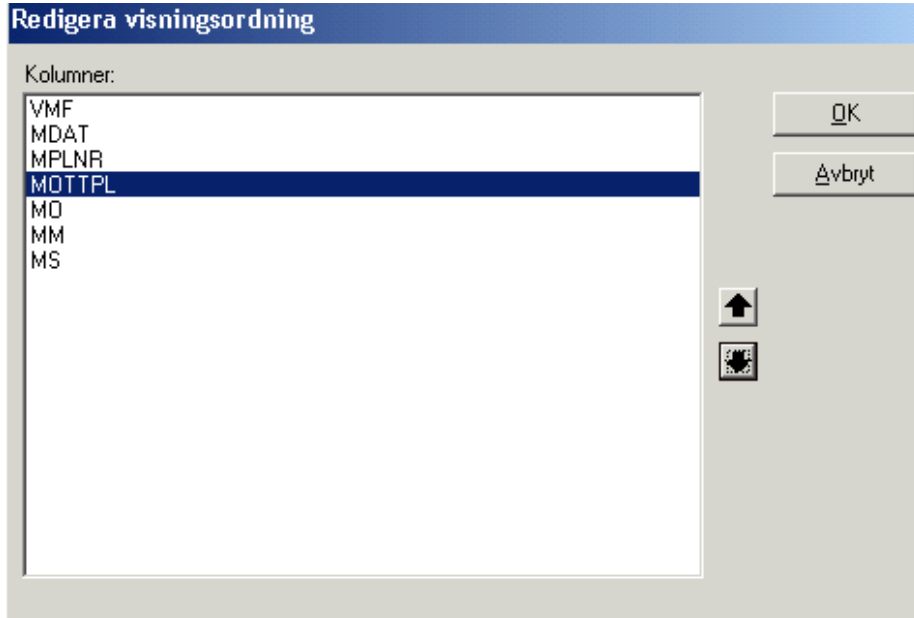 Redigera visningsordning
Kolumner:
VMF
MDAT
MPLNR
MOTTPL
MO
MM
MS
OK
Avbryt